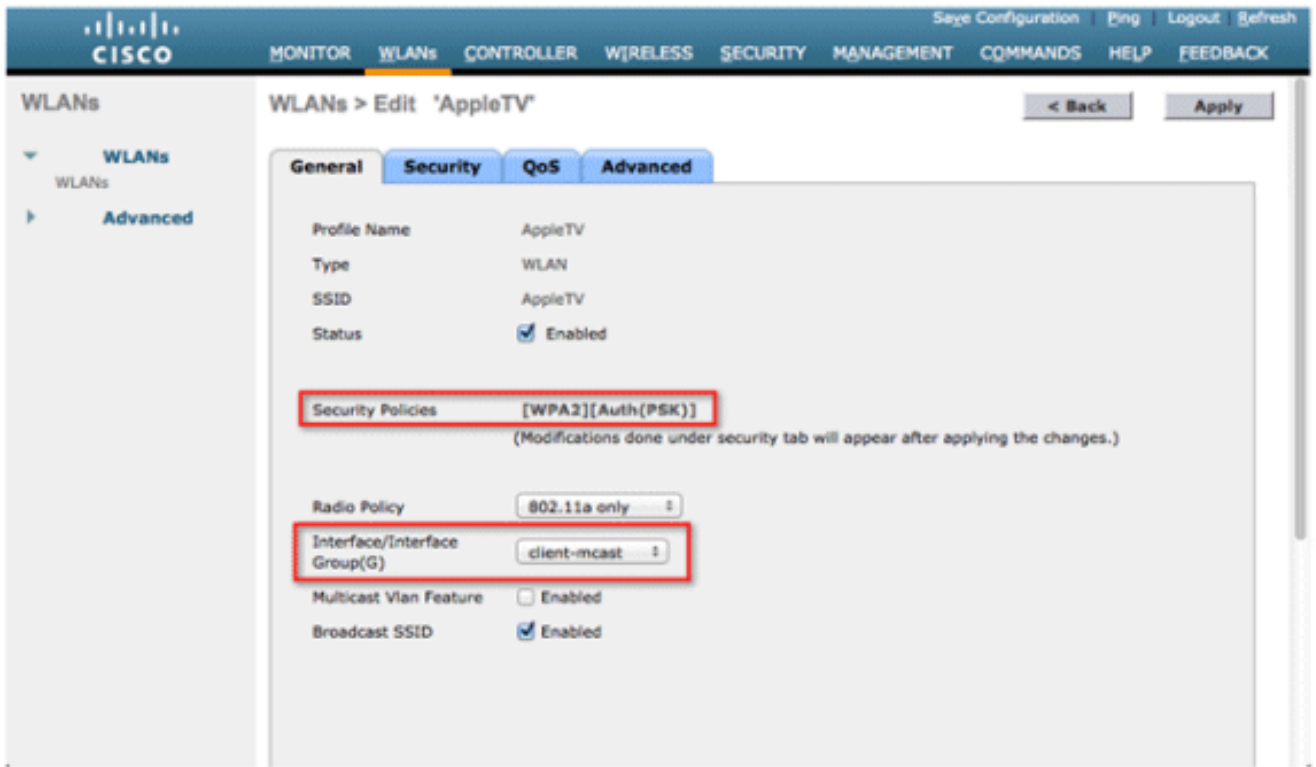 Save Configuration | Ping | Logout | Refresh
CISCO
MONITOR WLANs CONTROLLER WIRELESS SECURITY MANAGEMENT COMMANDS HELP FEEDBACK
WLANs
WLANs > Edit 'AppleTV'
< Back
Apply
WLANs
WLANs
Advanced
General Security QoS Advanced
Profile Name AppleTV
Type WLAN
SSID AppleTV
Status Enabled
Security Policies [WPA2][Auth(PSK)]
(Modifications done under security tab will appear after applying the changes.)
Radio Policy 802.11a only
Interface/Interface
Group(G) client-mcast
Multicast Vlan Feature Enabled
Broadcast SSID Enabled